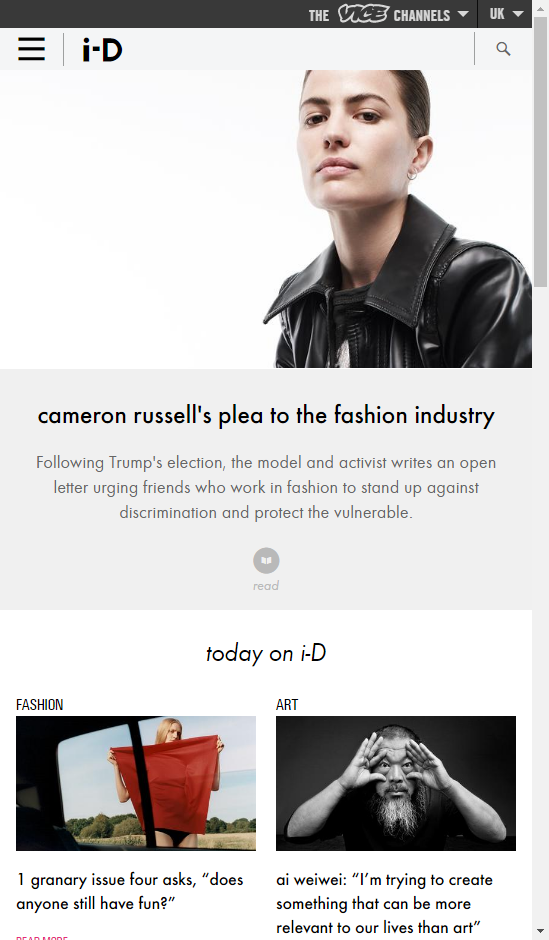 THE VICE CHANNELS UK
i-D
cameron russell's plea to the fashion industry
Following Trump's election, the model and activist writes an open
letter urging friends who work in fashion to stand up against
discrimination and protect the vulnerable.
read
today on i-D
FASHION
1 granary issue four asks, “does
anyone still have fun?”
READ MORE
ART
ai weiwei: “I’m trying to create
something that can be more
relevant to our lives than art”